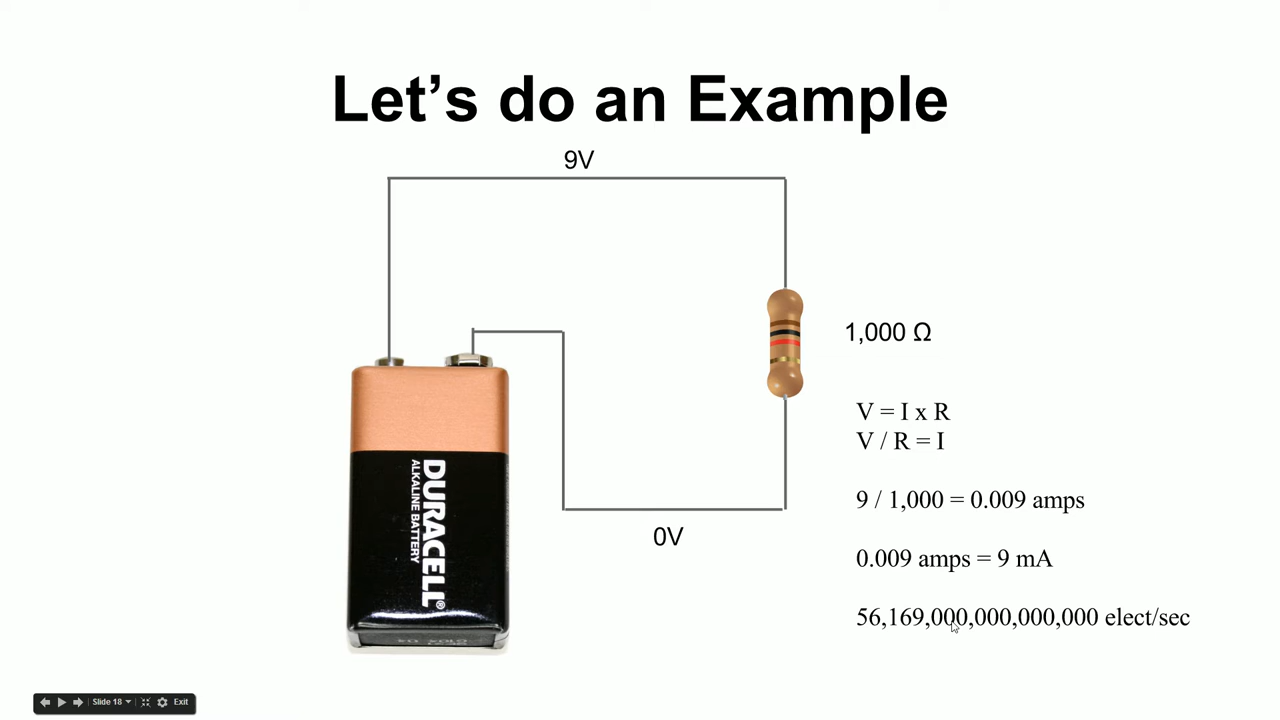 Let's do an Example
9V
1,000 Ω
V = I x R
V / R = I
9 / 1,000 = 0.009 amps
0V
0.009 amps = 9 mA
56,169,000,000,000,000 elect/sec
DURACELL®
ALKALINE BATTERY
Slide 18
Exit